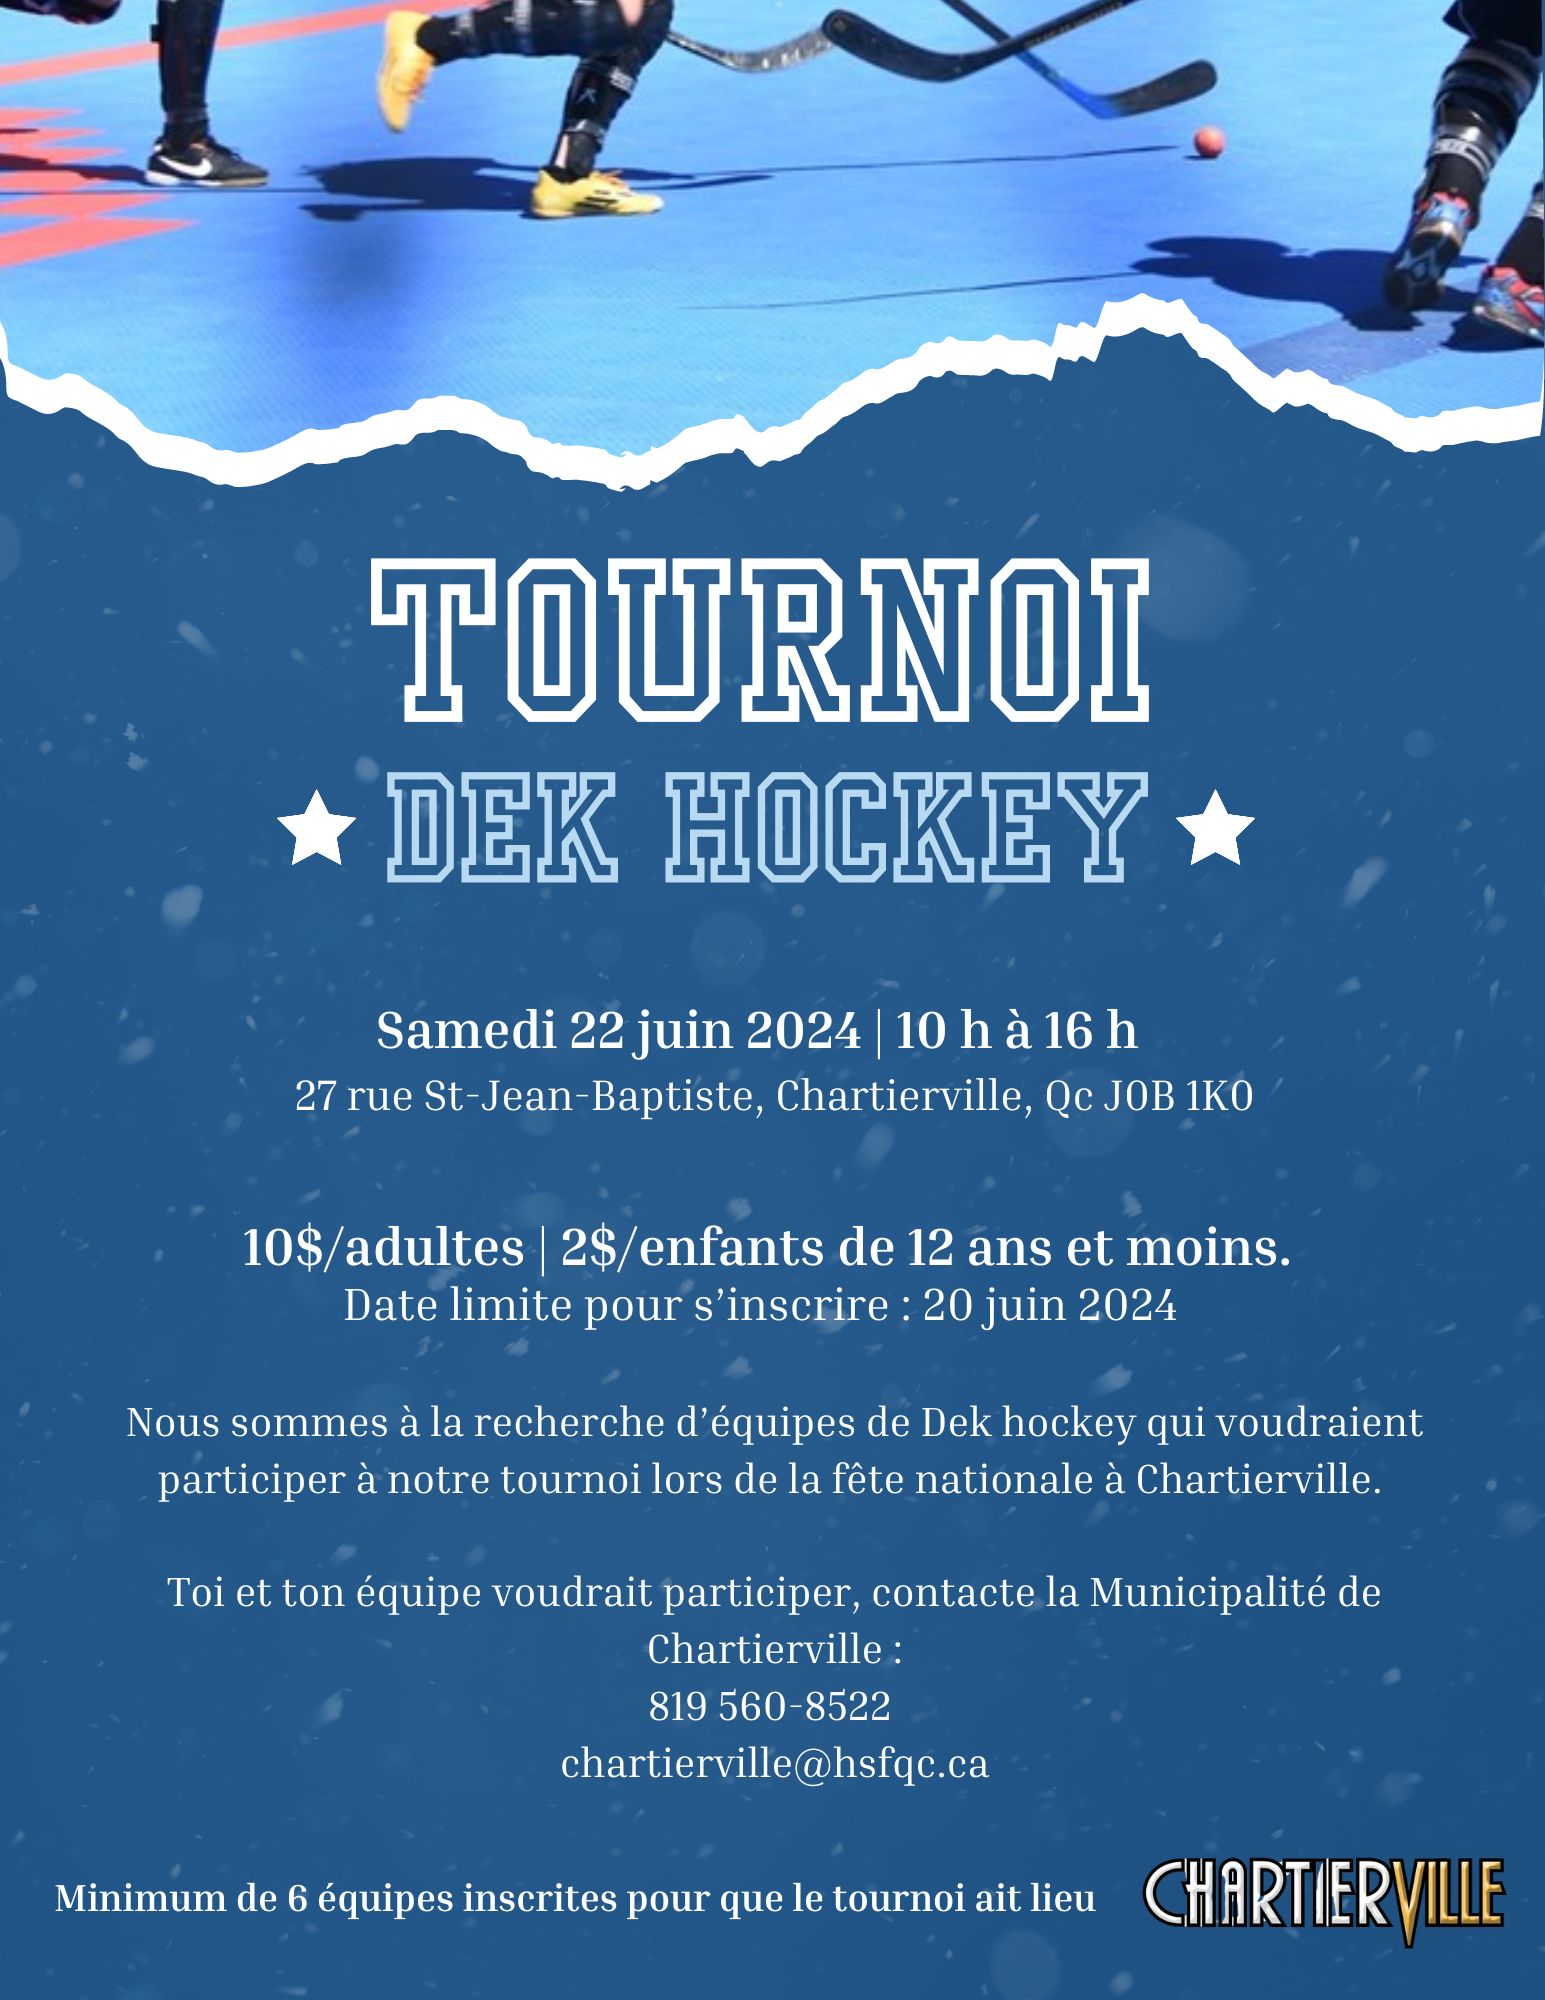 TOURNOI
DEK HOCKEY
Samedi 22 juin 2024 | 10 h à 16 h
27 rue St-Jean-Baptiste, Chartierville, Qc J0B 1K0
10$/adultes | 2$/enfants de 12 ans et moins.
Date limite pour s’inscrire : 20 juin 2024
Nous sommes à la recherche d’équipes de Dek hockey qui voudraient
participer à notre tournoi lors de la fête nationale à Chartierville.
Toi et ton équipe voudrait participer, contacte la Municipalité de
Chartierville :
819 560-8522
chartierville@hsfqc.ca
Minimum de 6 équipes inscrites pour que le tournoi ait lieu
CHARTIERVILLE